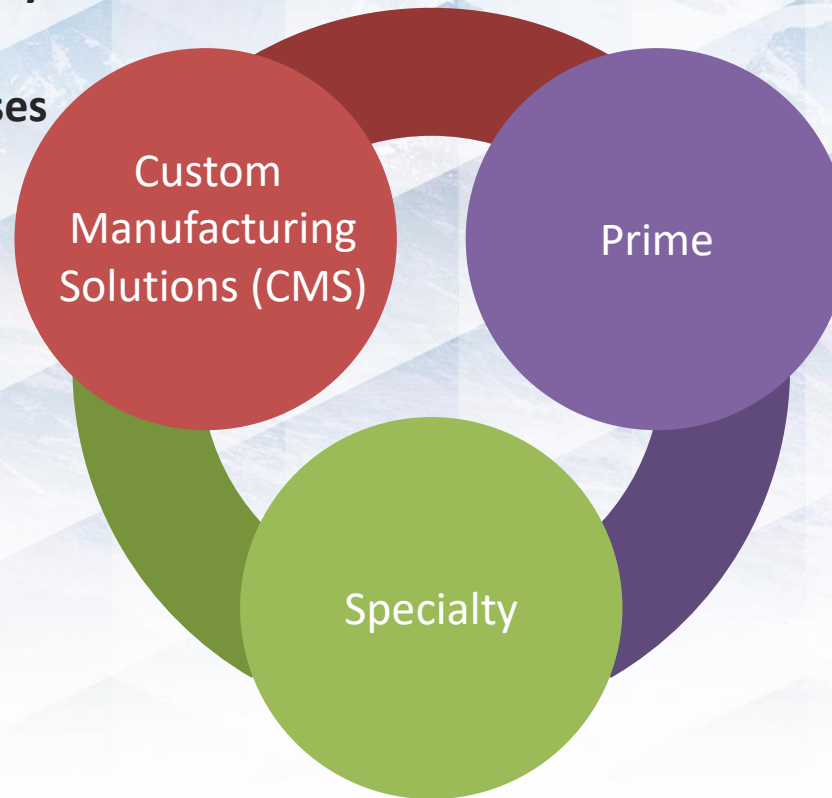 ses
Custom
Manufacturing
Solutions (CMS)
Prime
Specialty